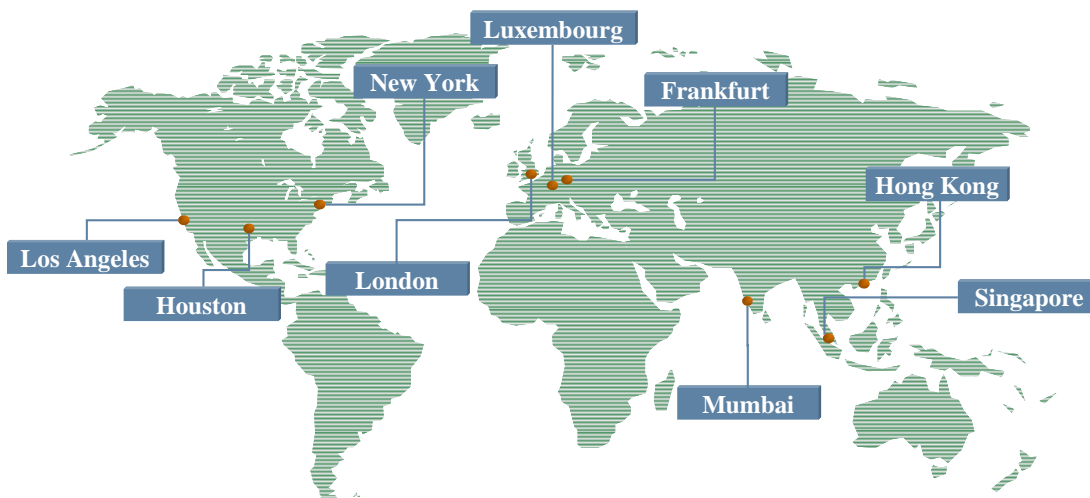 Luxembourg
New York
Frankfurt
Hong Kong
Los Angeles
London
Houston
Singapore
Mumbai